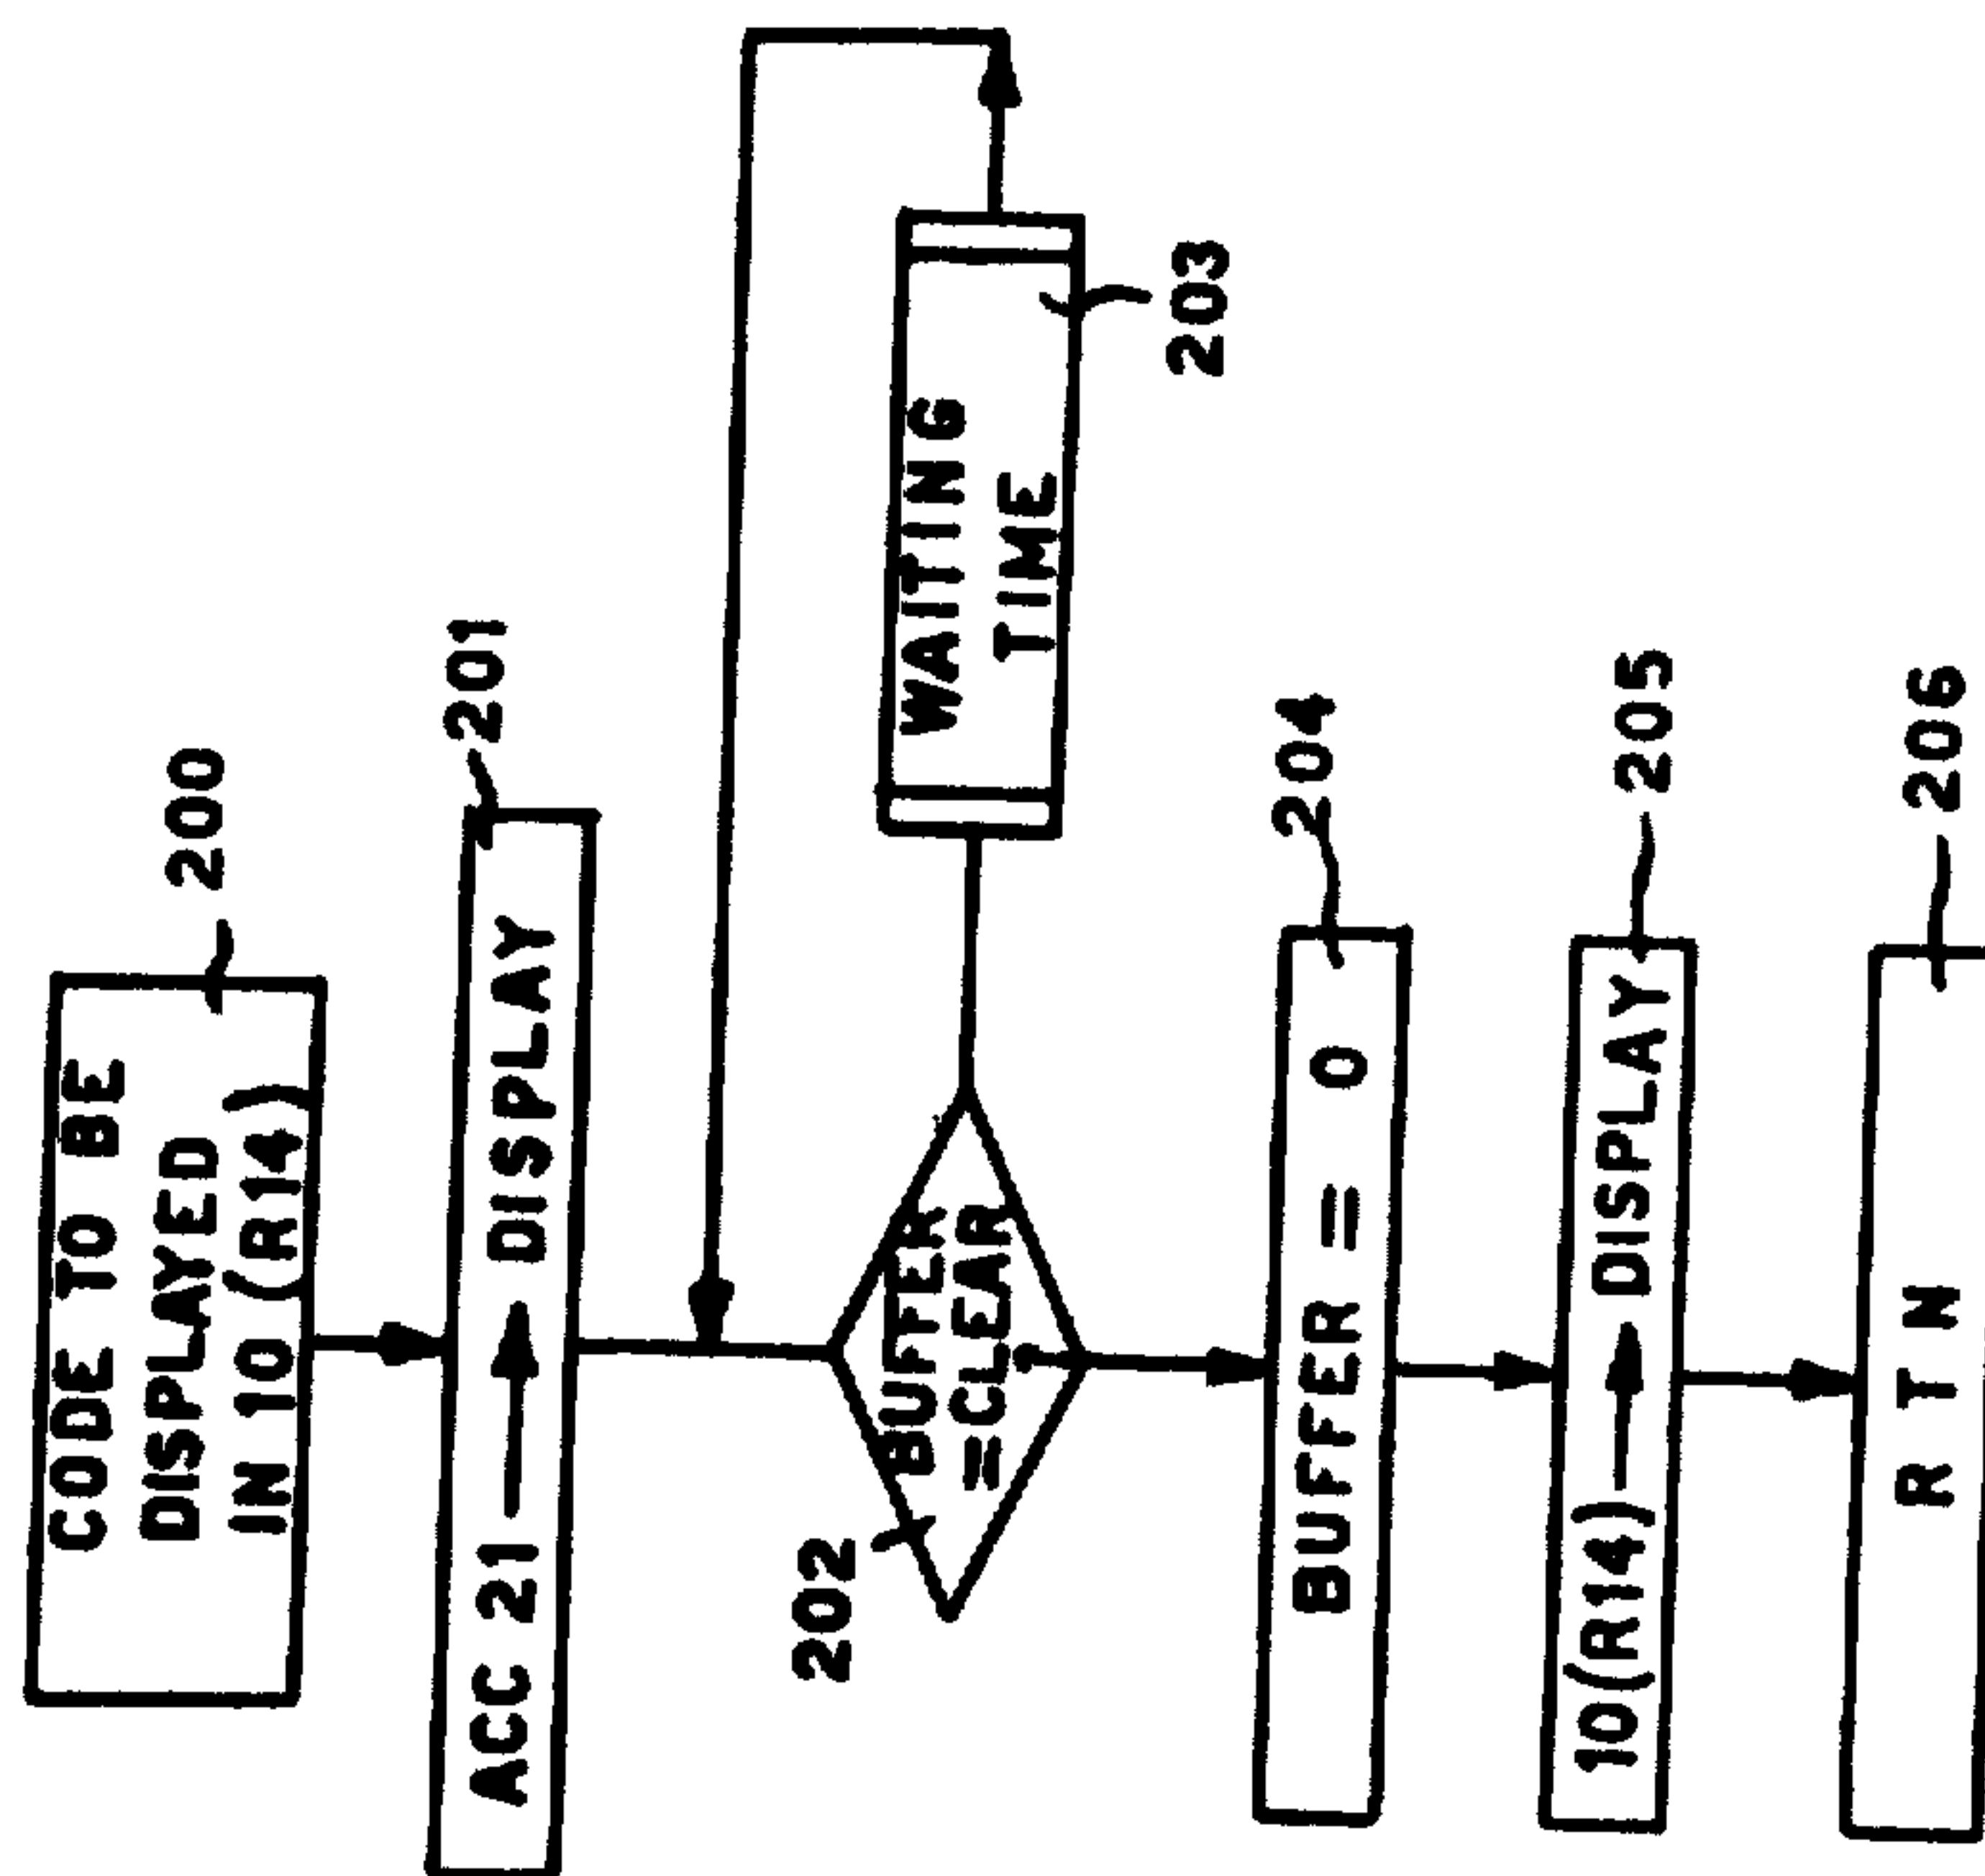 CODE TO BE
DISPLAYED
IN 10 (R14)
200
ACC 21 → DISPLAY
201
202
BUFFER
=CLEAR
?
WAITING
TIME
203
BUFFER = 0
204
10(R14) → DISPLAY
205
R T N
206